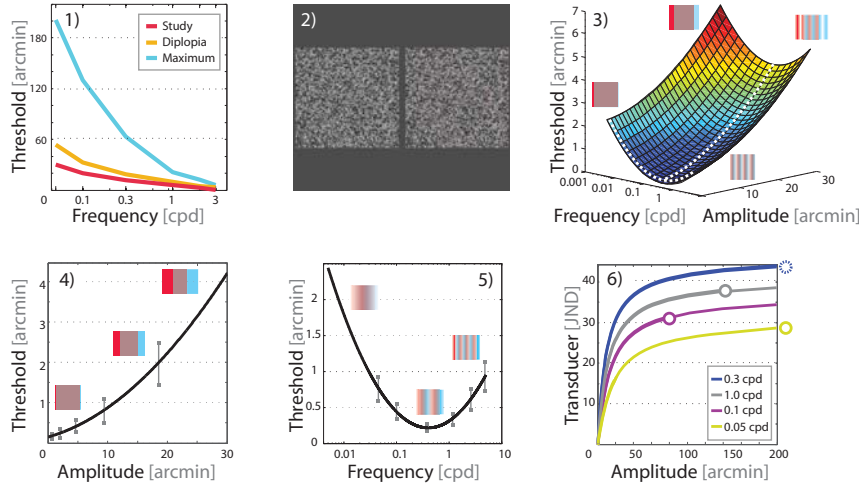 1)
Study
Diplopia
Maximum
180
120
60
0 0.1 0.3 1 3
Threshold [arcmin]
Frequency [cpd]
2)
3)
7
6
5
4
3
2
1
0
Threshold [arcmin]
0.001 0.01 0.1 1
Frequency [cpd]
10 20 30
Amplitude [arcmin]
4)
4
3
2
1
0 5 10 15 20 25 30
Threshold [arcmin]
Amplitude [arcmin]
5)
2
1.5
1
0.5
0
0.01 0.1 1 10
Threshold [arcmin]
Frequency [cpd]
6)
40
30
20
10
0 50 100 150 200
Transducer [JND]
Amplitude [arcmin]
0.3 cpd
1.0 cpd
0.1 cpd
0.05 cpd